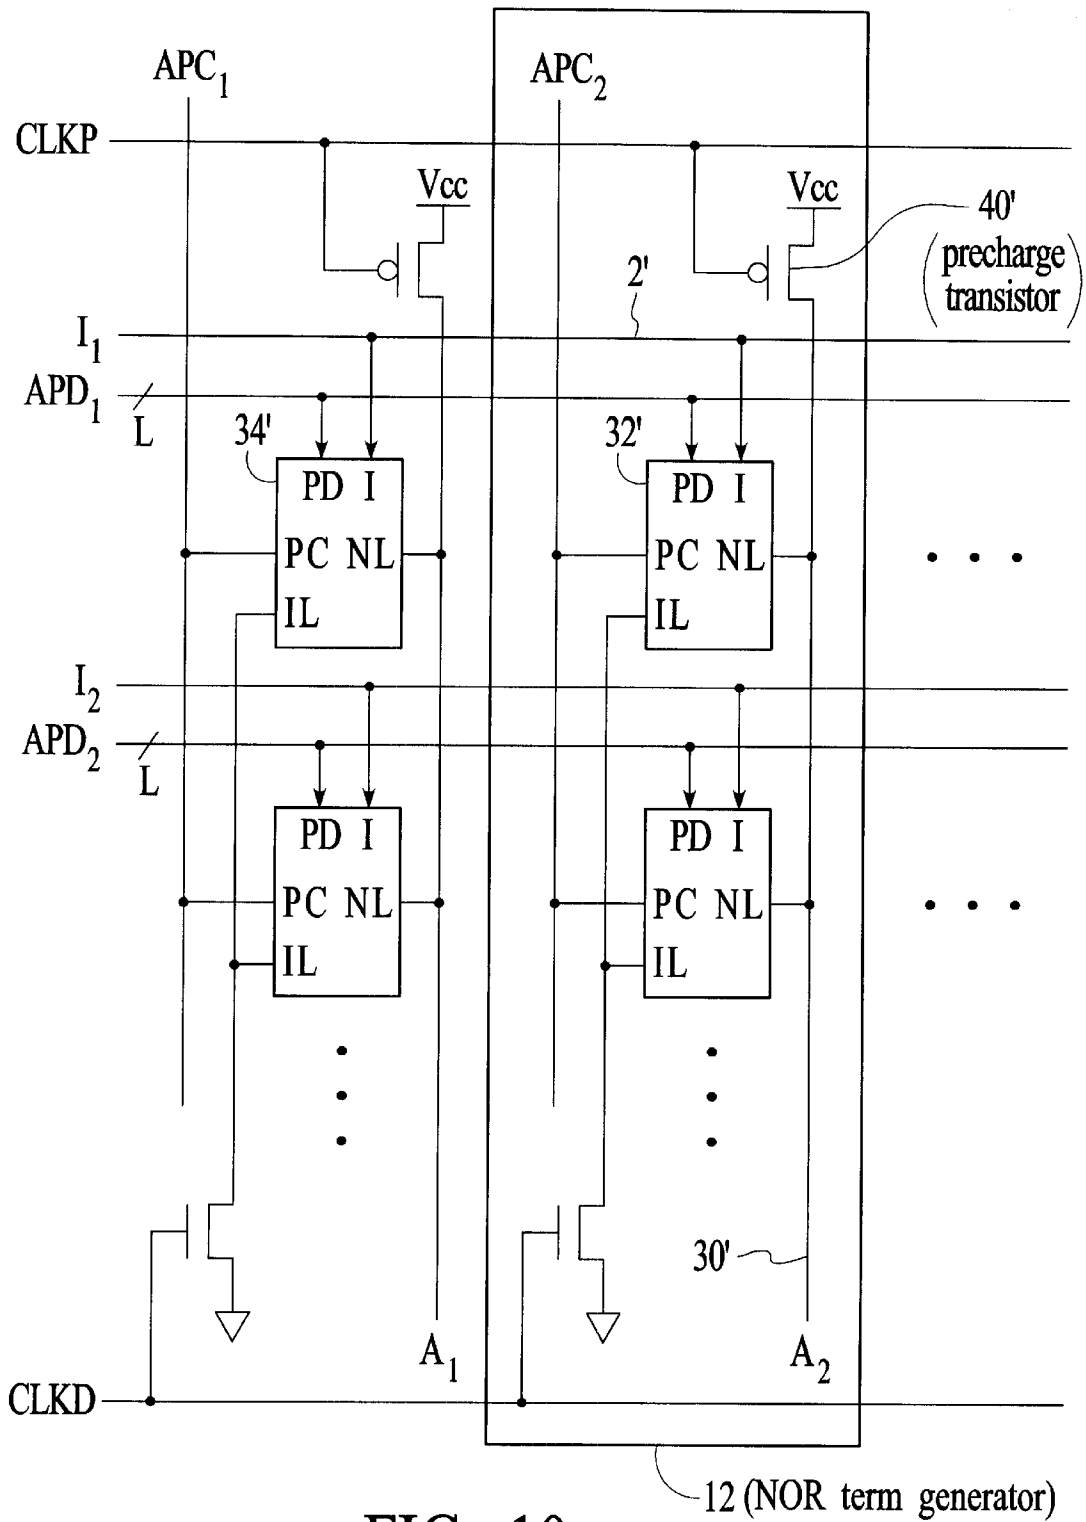 APC1
APC2
CLKP
Vcc
Vcc
40'
(precharge
transistor)
2'
I1
APD1
L
34'
32'
PD I
PC NL
IL
PD I
PC NL
IL
I2
APD2
L
PD I
PC NL
IL
PD I
PC NL
IL
30'
A1
A2
CLKD
12 (NOR term generator)